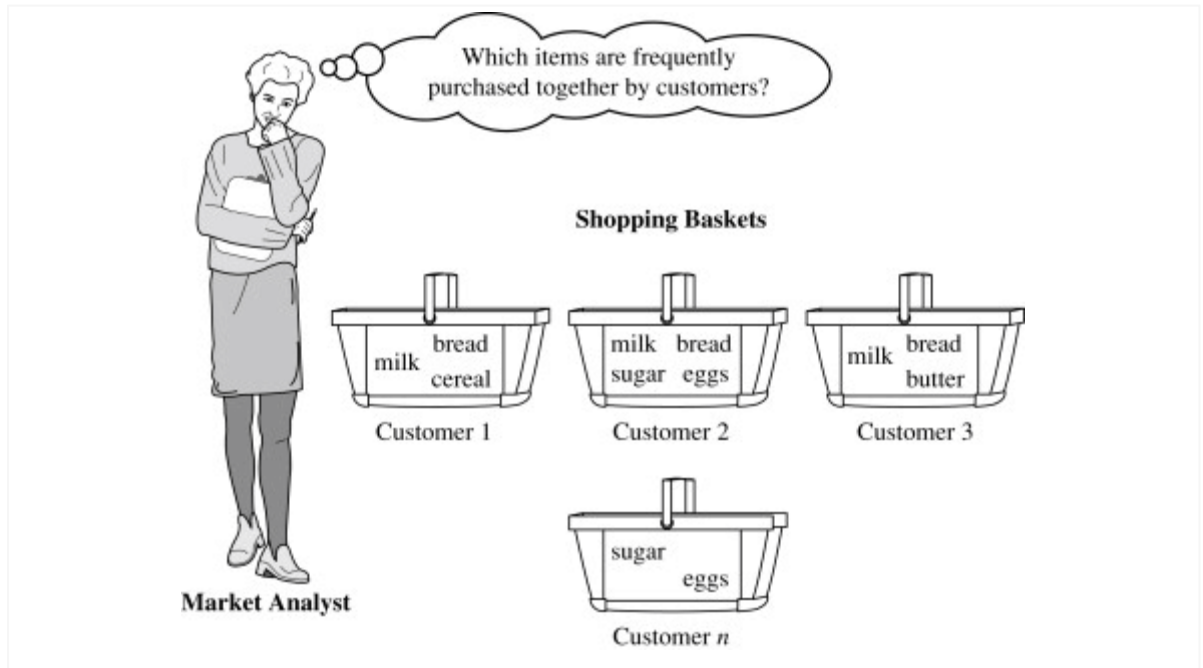 Which items are frequently
purchased together by customers?
Shopping Baskets
milk
bread
cereal
Customer 1
milk bread
sugar eggs
Customer 2
milk
bread
butter
Customer 3
sugar
eggs
Customer n
Market Analyst